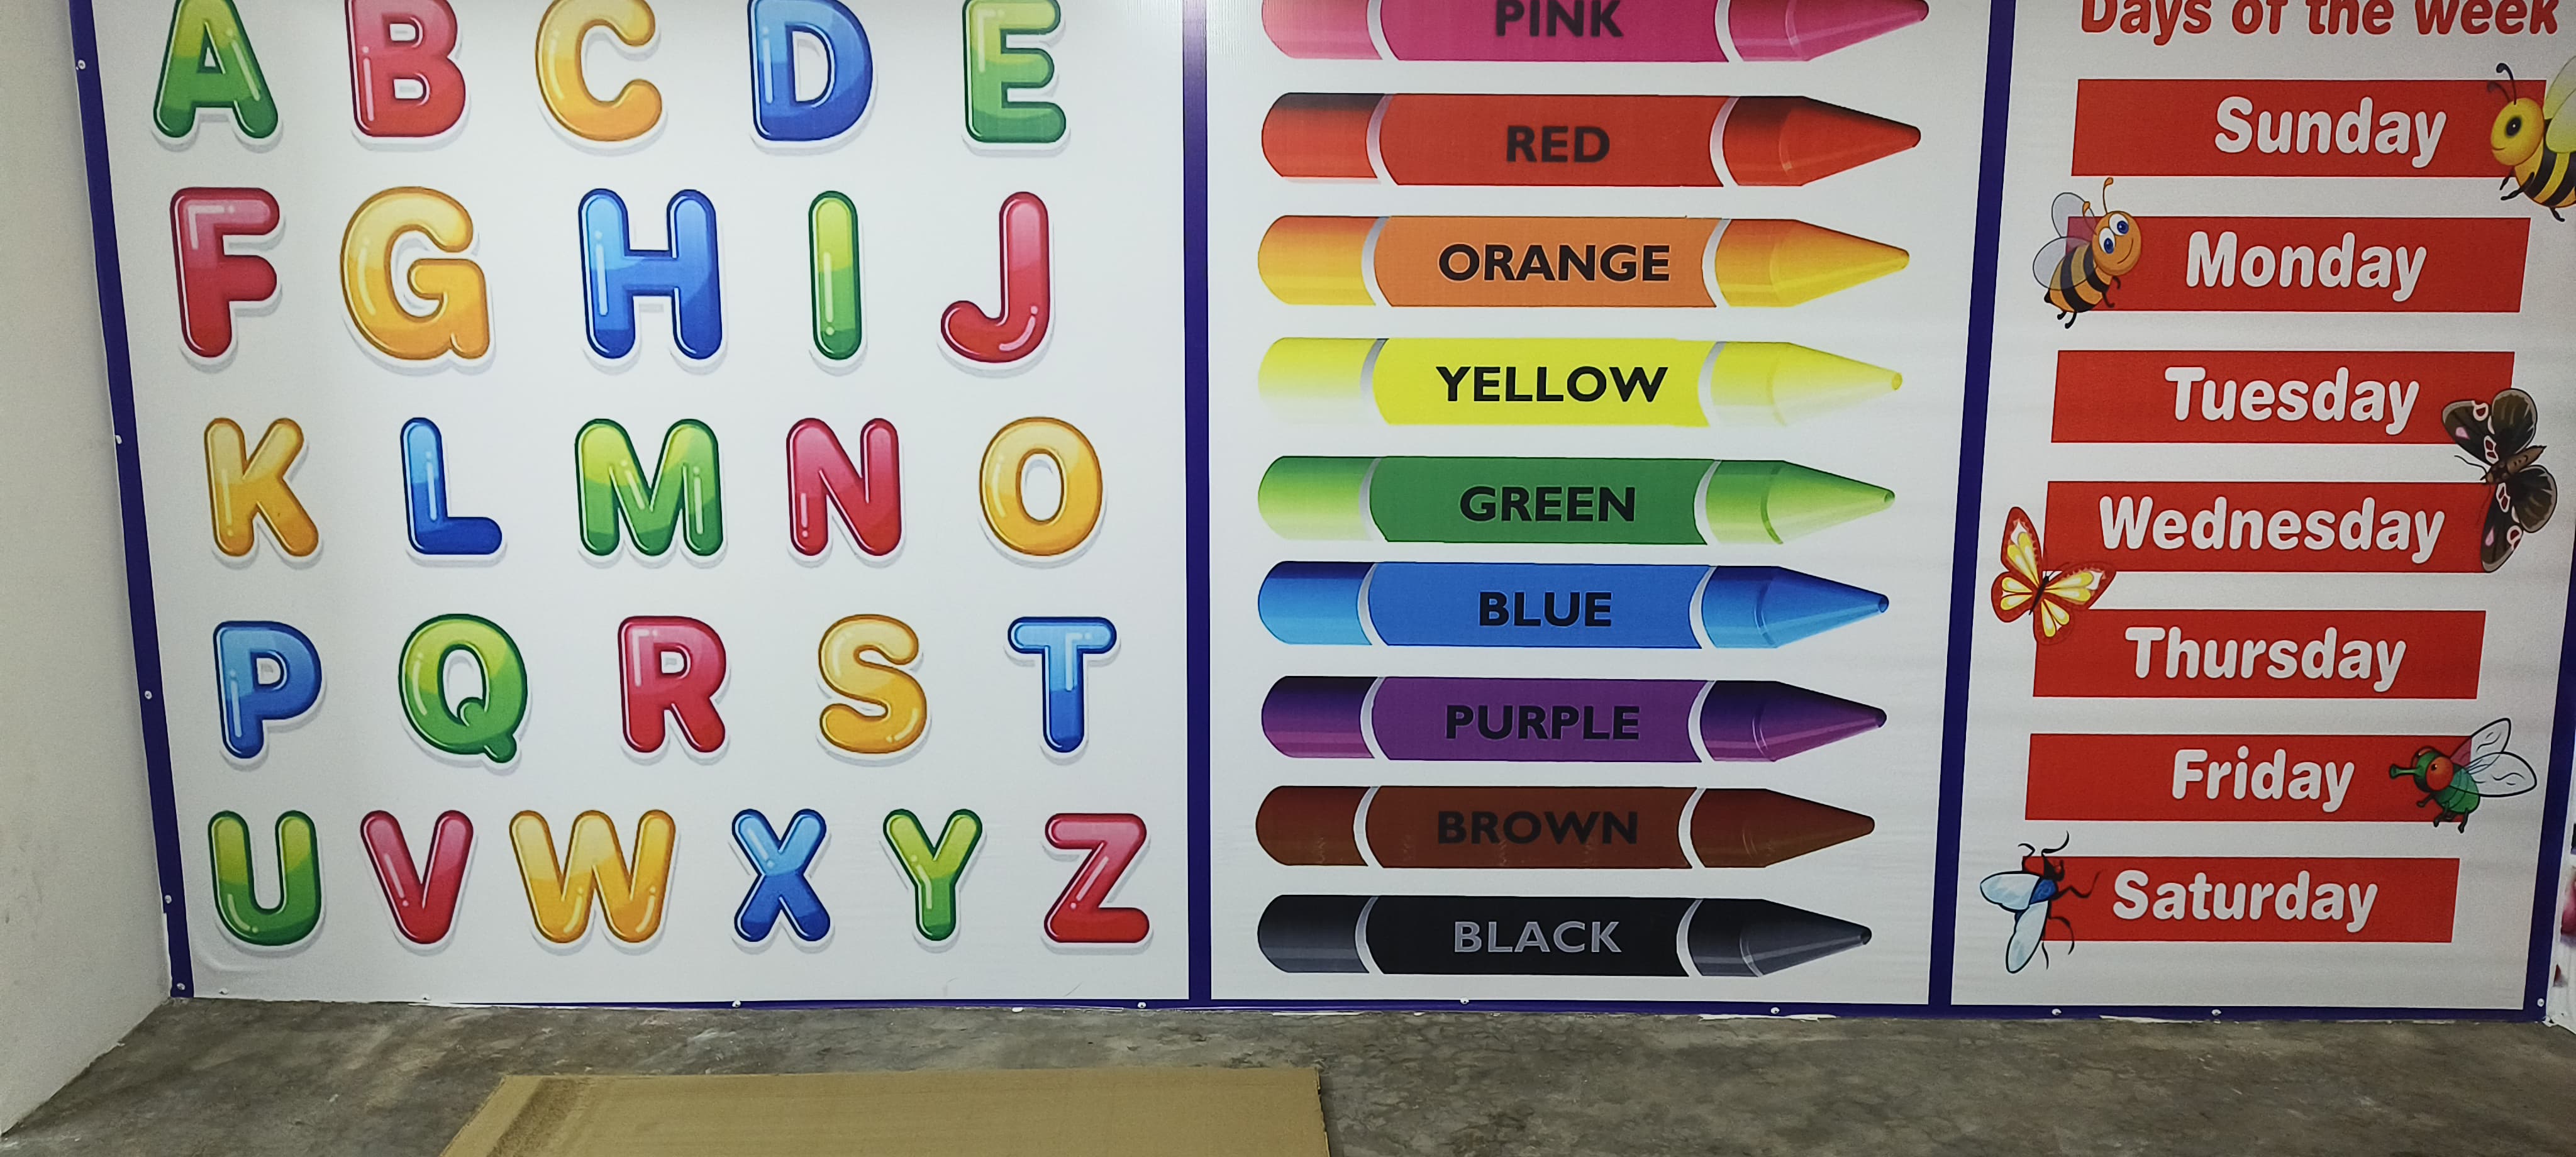 A B C D E
F G H I J
K L M N O
P Q R S T
U V W X Y Z
PINK
RED
ORANGE
YELLOW
GREEN
BLUE
PURPLE
BROWN
BLACK
Days of the Week
Sunday
Monday
Tuesday
Wednesday
Thursday
Friday
Saturday